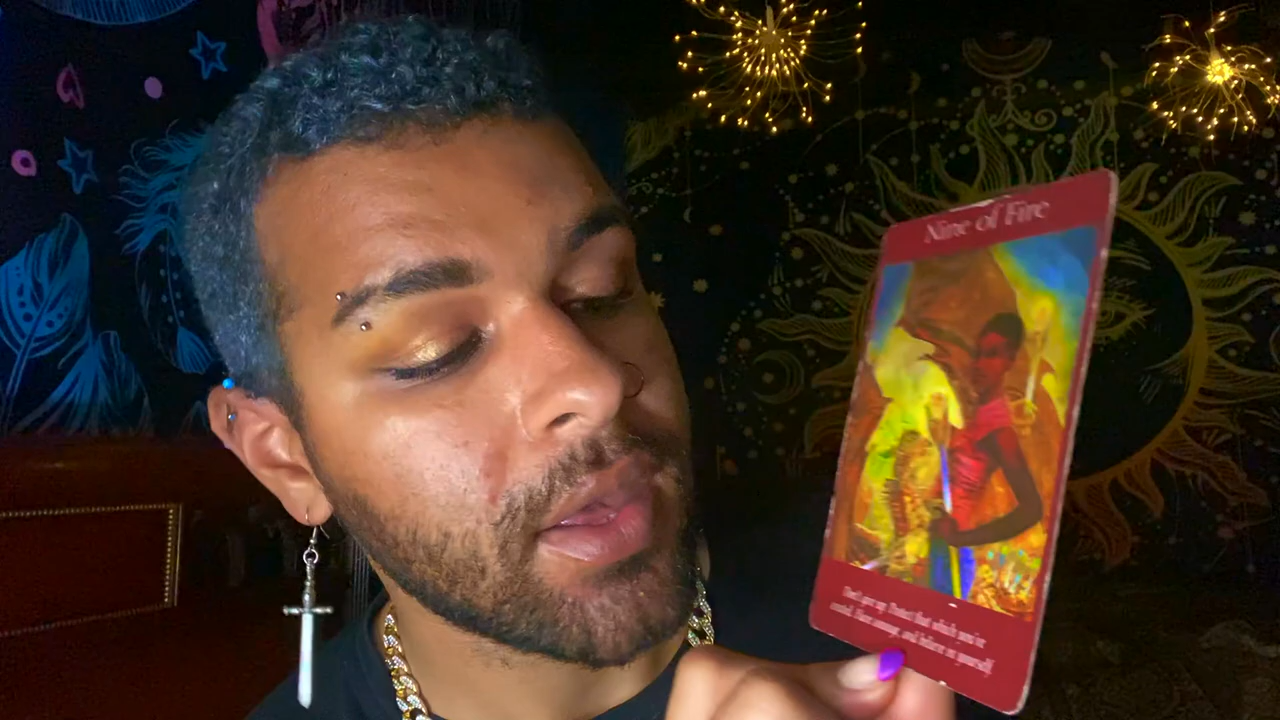 Nine of Fire
Don't give up. Protect that which you've
created. Have courage, and believe in yourself.